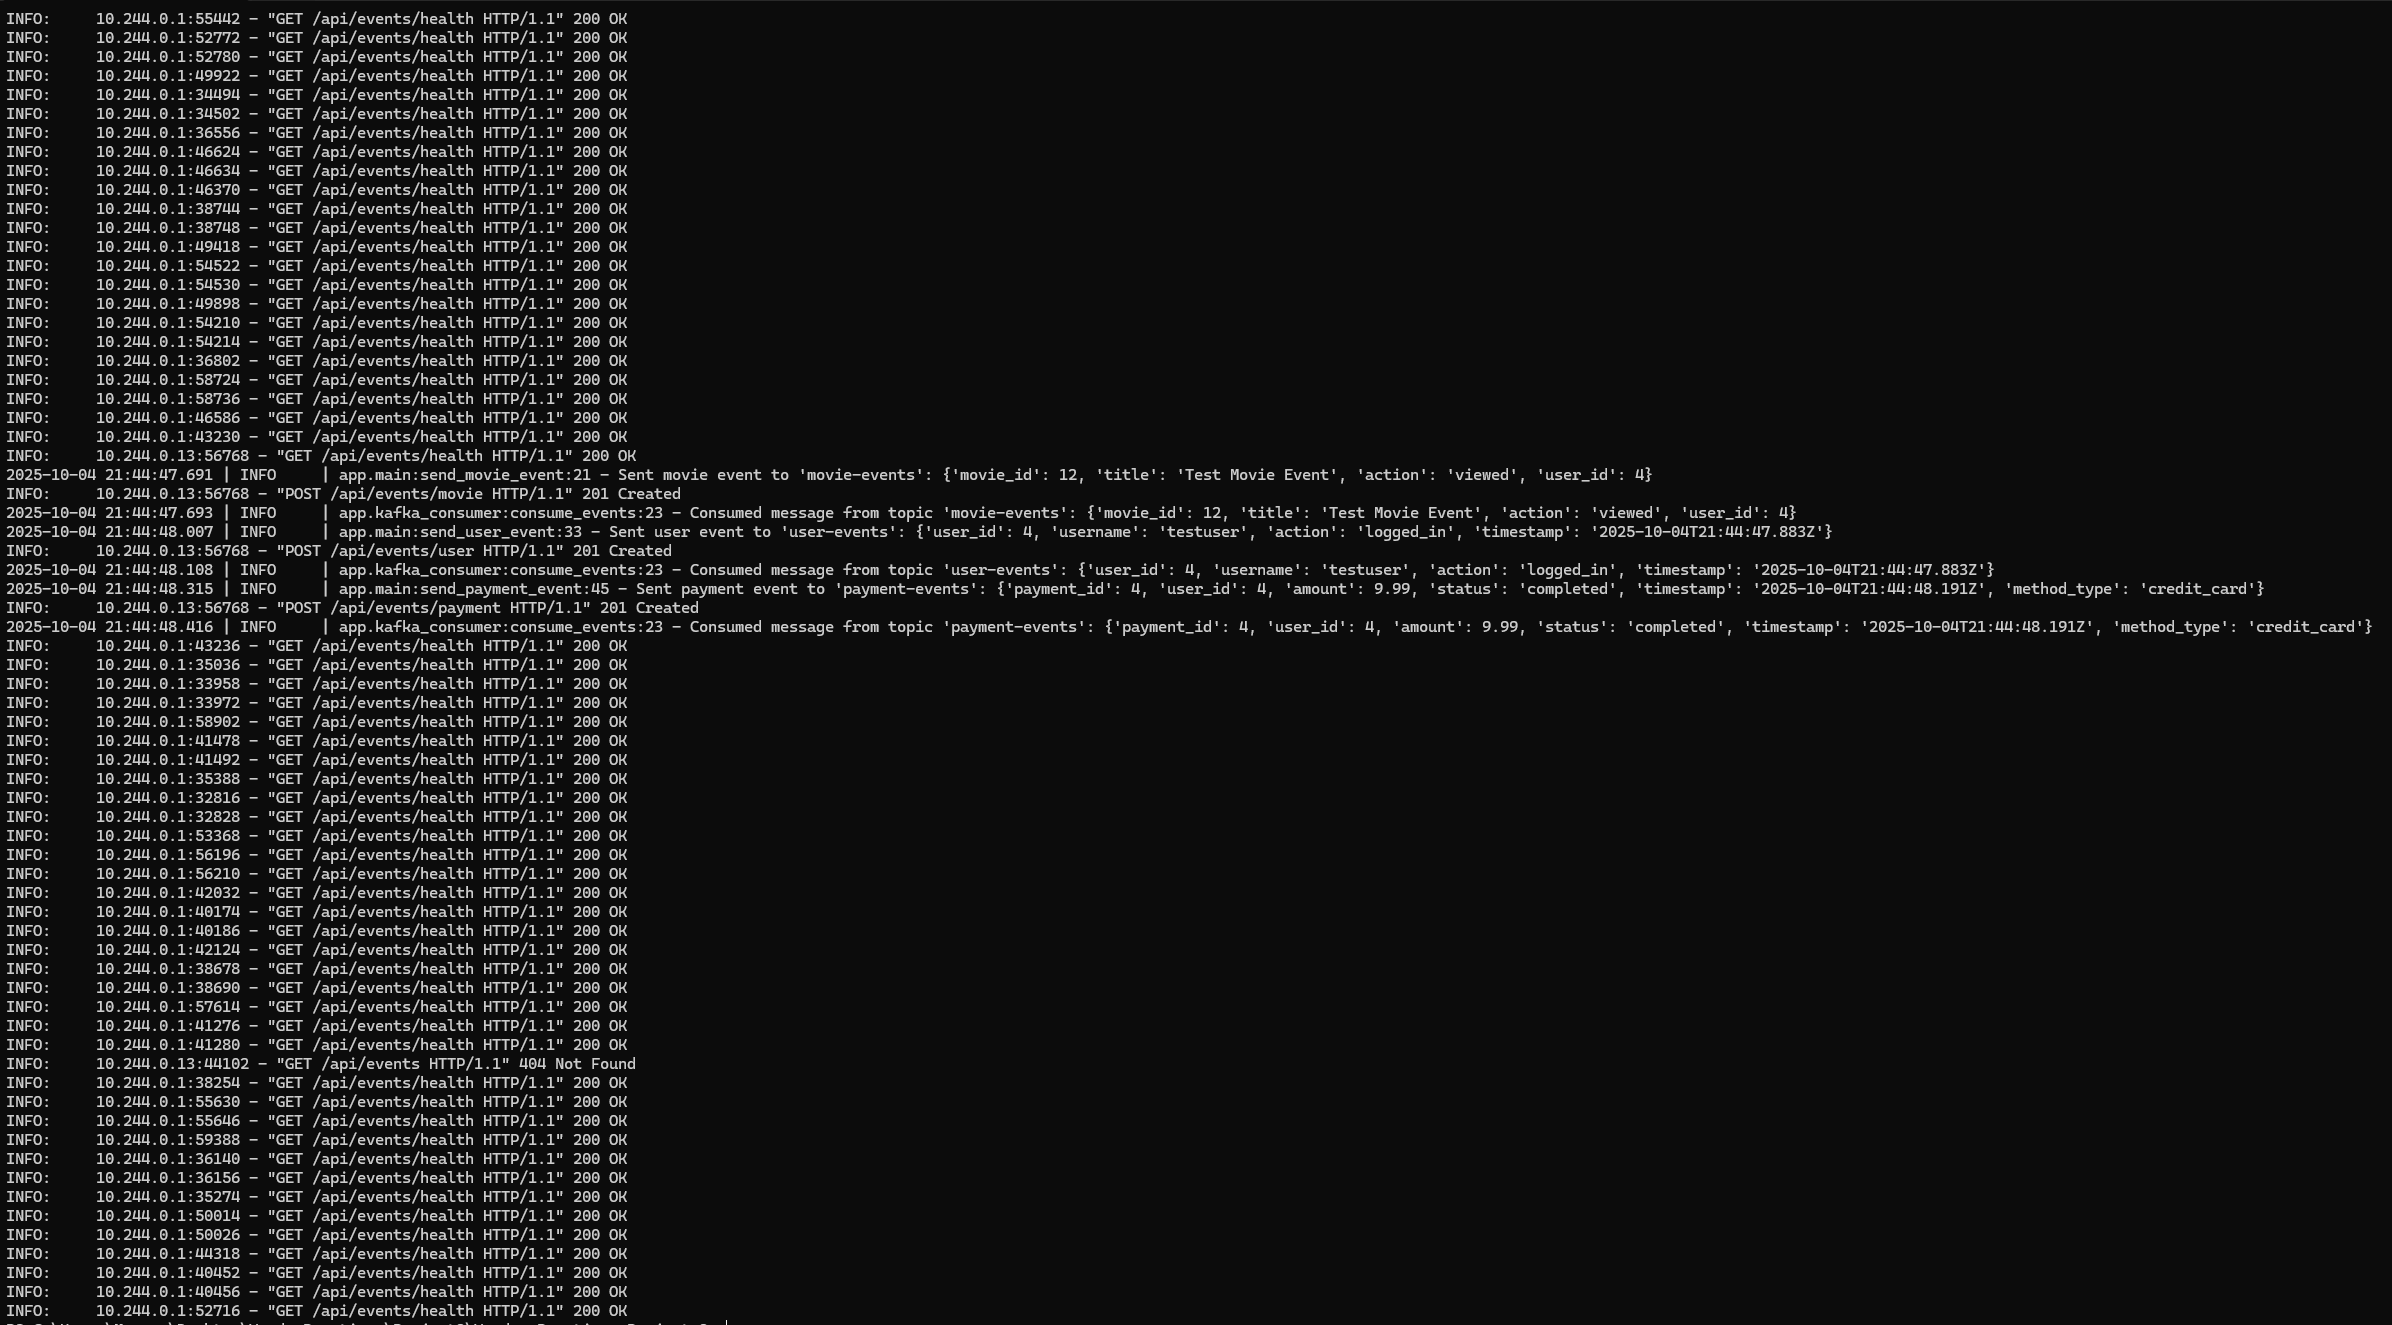 INFO:     10.244.0.1:55442 - "GET /api/events/health HTTP/1.1" 200 OK
INFO:     10.244.0.1:52772 - "GET /api/events/health HTTP/1.1" 200 OK
INFO:     10.244.0.1:52780 - "GET /api/events/health HTTP/1.1" 200 OK
INFO:     10.244.0.1:49922 - "GET /api/events/health HTTP/1.1" 200 OK
INFO:     10.244.0.1:34494 - "GET /api/events/health HTTP/1.1" 200 OK
INFO:     10.244.0.1:34502 - "GET /api/events/health HTTP/1.1" 200 OK
INFO:     10.244.0.1:36556 - "GET /api/events/health HTTP/1.1" 200 OK
INFO:     10.244.0.1:46624 - "GET /api/events/health HTTP/1.1" 200 OK
INFO:     10.244.0.1:46634 - "GET /api/events/health HTTP/1.1" 200 OK
INFO:     10.244.0.1:46370 - "GET /api/events/health HTTP/1.1" 200 OK
INFO:     10.244.0.1:38744 - "GET /api/events/health HTTP/1.1" 200 OK
INFO:     10.244.0.1:38748 - "GET /api/events/health HTTP/1.1" 200 OK
INFO:     10.244.0.1:49418 - "GET /api/events/health HTTP/1.1" 200 OK
INFO:     10.244.0.1:54522 - "GET /api/events/health HTTP/1.1" 200 OK
INFO:     10.244.0.1:54530 - "GET /api/events/health HTTP/1.1" 200 OK
INFO:     10.244.0.1:49898 - "GET /api/events/health HTTP/1.1" 200 OK
INFO:     10.244.0.1:54210 - "GET /api/events/health HTTP/1.1" 200 OK
INFO:     10.244.0.1:54214 - "GET /api/events/health HTTP/1.1" 200 OK
INFO:     10.244.0.1:36802 - "GET /api/events/health HTTP/1.1" 200 OK
INFO:     10.244.0.1:58724 - "GET /api/events/health HTTP/1.1" 200 OK
INFO:     10.244.0.1:58736 - "GET /api/events/health HTTP/1.1" 200 OK
INFO:     10.244.0.1:46586 - "GET /api/events/health HTTP/1.1" 200 OK
INFO:     10.244.0.1:43230 - "GET /api/events/health HTTP/1.1" 200 OK
INFO:     10.244.0.13:56768 - "GET /api/events/health HTTP/1.1" 200 OK
2025-10-04 21:44:47.691 | INFO     | app.main:send_movie_event:21 - Sent movie event to 'movie-events': {'movie_id': 12, 'title': 'Test Movie Event', 'action': 'viewed', 'user_id': 4}
INFO:     10.244.0.13:56768 - "POST /api/events/movie HTTP/1.1" 201 Created
2025-10-04 21:44:47.693 | INFO     | app.kafka_consumer:consume_events:23 - Consumed message from topic 'movie-events': {'movie_id': 12, 'title': 'Test Movie Event', 'action': 'viewed', 'user_id': 4}
2025-10-04 21:44:48.007 | INFO     | app.main:send_user_event:33 - Sent user event to 'user-events': {'user_id': 4, 'username': 'testuser', 'action': 'logged_in', 'timestamp': '2025-10-04T21:44:47.883Z'}
INFO:     10.244.0.13:56768 - "POST /api/events/user HTTP/1.1" 201 Created
2025-10-04 21:44:48.108 | INFO     | app.kafka_consumer:consume_events:23 - Consumed message from topic 'user-events': {'user_id': 4, 'username': 'testuser', 'action': 'logged_in', 'timestamp': '2025-10-04T21:44:47.883Z'}
2025-10-04 21:44:48.315 | INFO     | app.main:send_payment_event:45 - Sent payment event to 'payment-events': {'payment_id': 4, 'user_id': 4, 'amount': 9.99, 'status': 'completed', 'timestamp': '2025-10-04T21:44:48.191Z', 'method_type': 'credit_card'}
INFO:     10.244.0.13:56768 - "POST /api/events/payment HTTP/1.1" 201 Created
2025-10-04 21:44:48.416 | INFO     | app.kafka_consumer:consume_events:23 - Consumed message from topic 'payment-events': {'payment_id': 4, 'user_id': 4, 'amount': 9.99, 'status': 'completed', 'timestamp': '2025-10-04T21:44:48.191Z', 'method_type': 'credit_card'}
INFO:     10.244.0.1:43236 - "GET /api/events/health HTTP/1.1" 200 OK
INFO:     10.244.0.1:35036 - "GET /api/events/health HTTP/1.1" 200 OK
INFO:     10.244.0.1:33958 - "GET /api/events/health HTTP/1.1" 200 OK
INFO:     10.244.0.1:33972 - "GET /api/events/health HTTP/1.1" 200 OK
INFO:     10.244.0.1:58902 - "GET /api/events/health HTTP/1.1" 200 OK
INFO:     10.244.0.1:41478 - "GET /api/events/health HTTP/1.1" 200 OK
INFO:     10.244.0.1:41492 - "GET /api/events/health HTTP/1.1" 200 OK
INFO:     10.244.0.1:35388 - "GET /api/events/health HTTP/1.1" 200 OK
INFO:     10.244.0.1:32816 - "GET /api/events/health HTTP/1.1" 200 OK
INFO:     10.244.0.1:32828 - "GET /api/events/health HTTP/1.1" 200 OK
INFO:     10.244.0.1:53368 - "GET /api/events/health HTTP/1.1" 200 OK
INFO:     10.244.0.1:56196 - "GET /api/events/health HTTP/1.1" 200 OK
INFO:     10.244.0.1:56210 - "GET /api/events/health HTTP/1.1" 200 OK
INFO:     10.244.0.1:42032 - "GET /api/events/health HTTP/1.1" 200 OK
INFO:     10.244.0.1:40174 - "GET /api/events/health HTTP/1.1" 200 OK
INFO:     10.244.0.1:40186 - "GET /api/events/health HTTP/1.1" 200 OK
INFO:     10.244.0.1:42124 - "GET /api/events/health HTTP/1.1" 200 OK
INFO:     10.244.0.1:38678 - "GET /api/events/health HTTP/1.1" 200 OK
INFO:     10.244.0.1:38690 - "GET /api/events/health HTTP/1.1" 200 OK
INFO:     10.244.0.1:57614 - "GET /api/events/health HTTP/1.1" 200 OK
INFO:     10.244.0.1:41276 - "GET /api/events/health HTTP/1.1" 200 OK
INFO:     10.244.0.1:41280 - "GET /api/events/health HTTP/1.1" 200 OK
INFO:     10.244.0.13:44102 - "GET /api/events HTTP/1.1" 404 Not Found
INFO:     10.244.0.1:38254 - "GET /api/events/health HTTP/1.1" 200 OK
INFO:     10.244.0.1:55630 - "GET /api/events/health HTTP/1.1" 200 OK
INFO:     10.244.0.1:55646 - "GET /api/events/health HTTP/1.1" 200 OK
INFO:     10.244.0.1:59388 - "GET /api/events/health HTTP/1.1" 200 OK
INFO:     10.244.0.1:36140 - "GET /api/events/health HTTP/1.1" 200 OK
INFO:     10.244.0.1:36156 - "GET /api/events/health HTTP/1.1" 200 OK
INFO:     10.244.0.1:35274 - "GET /api/events/health HTTP/1.1" 200 OK
INFO:     10.244.0.1:50014 - "GET /api/events/health HTTP/1.1" 200 OK
INFO:     10.244.0.1:50026 - "GET /api/events/health HTTP/1.1" 200 OK
INFO:     10.244.0.1:44318 - "GET /api/events/health HTTP/1.1" 200 OK
INFO:     10.244.0.1:40452 - "GET /api/events/health HTTP/1.1" 200 OK
INFO:     10.244.0.1:40456 - "GET /api/events/health HTTP/1.1" 200 OK
INFO:     10.244.0.1:52716 - "GET /api/events/health HTTP/1.1" 200 OK